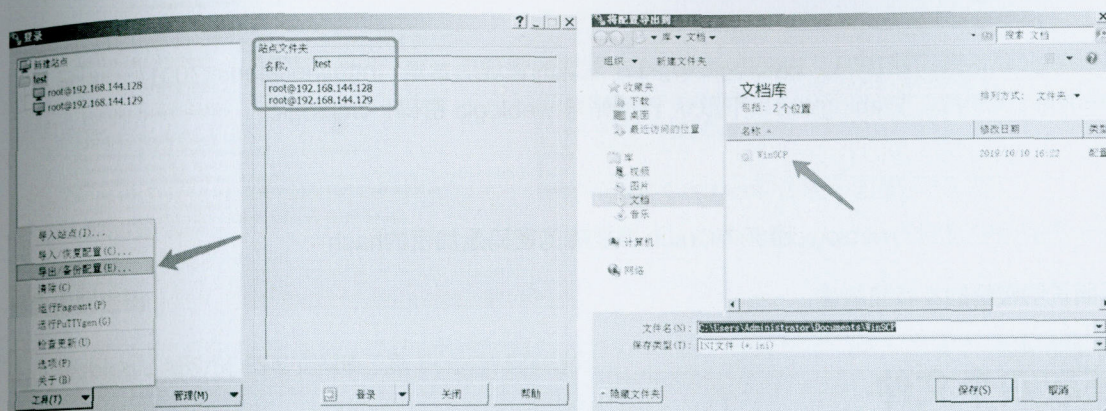 登录
新建站点
test
root@192.168.144.128
root@192.168.144.129
站点文件夹
名称:
test
root@192.168.144.128
root@192.168.144.129
导入站点(I)...
导入/恢复配置(C)...
导出/备份配置(E)...
清除(C)
运行Pageant(P)
运行PuTTYgen(G)
检查更新(U)
选项(P)
关于(B)
工具(T)
管理(M)
登录
关闭
帮助
将配置导出到
库 文档
搜索 文档
组织
新建文件夹
收藏夹
下载
桌面
最近访问的位置
库
视频
图片
文档
音乐
计算机
网络
文档库
包括: 2 个位置
排列方式: 文件夹
名称
修改日期
类型
WinSCP
2019/10/10 16:22
配置
文件名(N):
C:\Users\Administrator\Documents\WinSCP
保存类型(T):
INI文件 (*.ini)
隐藏文件夹
保存(S)
取消